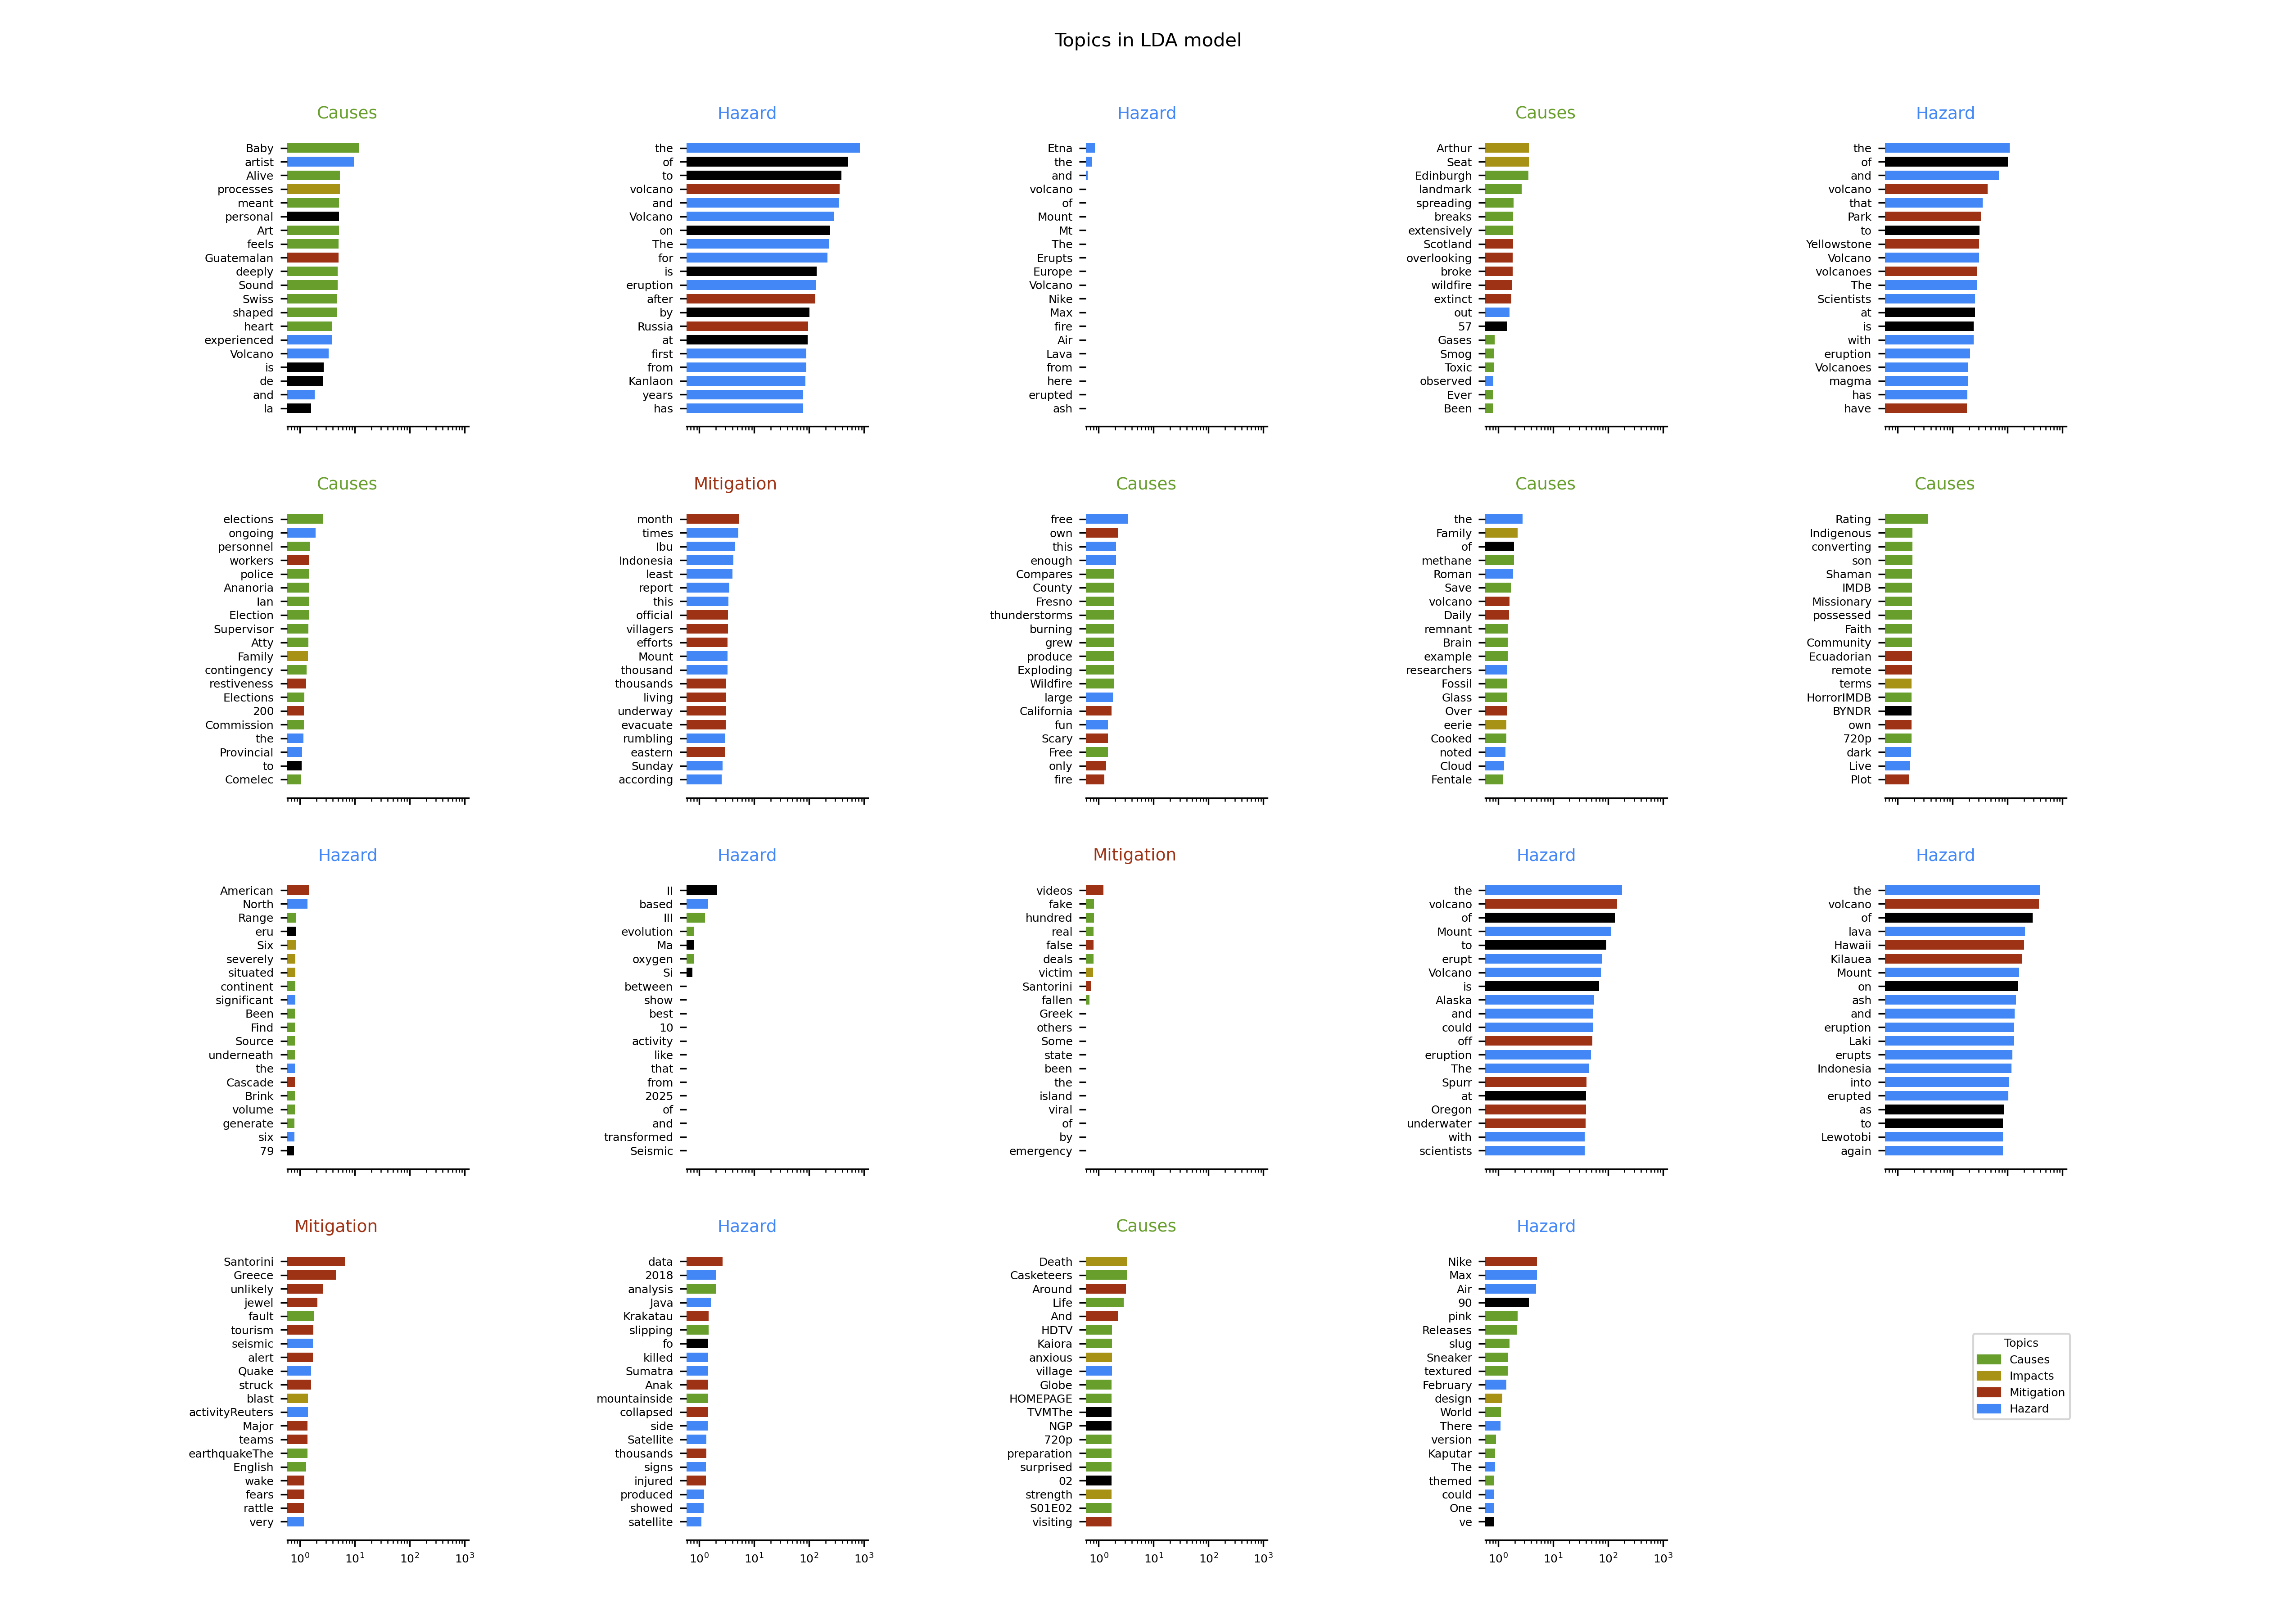 Topics in LDA model
Causes
Baby
artist
Alive
processes
meant
personal
Art
feels
Guatemalan
deeply
Sound
Swiss
shaped
heart
experienced
Volcano
is
de
and
la
Hazard
the
of
to
volcano
and
Volcano
on
The
for
is
eruption
after
by
Russia
at
first
from
Kanlaon
years
has
Hazard
Etna
the
and
volcano
of
Mount
Mt
The
Erupts
Europe
Volcano
Nike
Max
fire
Air
Lava
from
here
erupted
ash
Causes
Arthur
Seat
Edinburgh
landmark
spreading
breaks
extensively
Scotland
overlooking
broke
wildfire
extinct
out
57
Gases
Smog
Toxic
observed
Ever
Been
Hazard
the
of
and
volcano
that
Park
to
Yellowstone
Volcano
volcanoes
The
Scientists
at
is
with
eruption
Volcanoes
magma
has
have
Causes
elections
ongoing
personnel
workers
police
Ananoria
Ian
Election
Supervisor
Atty
Family
contingency
restiveness
Elections
200
Commission
the
Provincial
to
Comelec
Mitigation
month
times
Ibu
Indonesia
least
report
this
official
villagers
efforts
Mount
thousand
thousands
living
underway
evacuate
rumbling
eastern
Sunday
according
Causes
free
own
this
enough
Compares
County
Fresno
thunderstorms
burning
grew
produce
Exploding
Wildfire
large
California
fun
Scary
Free
only
fire
Causes
the
Family
of
methane
Roman
Save
volcano
Daily
remnant
Brain
example
researchers
Fossil
Glass
Over
eerie
Cooked
noted
Cloud
Fentale
Causes
Rating
Indigenous
converting
son
Shaman
IMDB
Missionary
possessed
Faith
Community
Ecuadorian
remote
terms
HorrorIMDB
BYNDR
own
720p
dark
Live
Plot
Hazard
American
North
Range
eru
Six
severely
situated
continent
significant
Been
Find
Source
underneath
the
Cascade
Brink
volume
generate
six
79
Hazard
II
based
III
evolution
Ma
oxygen
Si
between
show
best
10
activity
like
that
from
2025
of
and
transformed
Seismic
Mitigation
videos
fake
hundred
real
false
deals
victim
Santorini
fallen
Greek
others
Some
state
been
the
island
viral
of
by
emergency
Hazard
the
volcano
of
Mount
to
erupt
Volcano
is
Alaska
and
could
off
eruption
The
Spurr
at
Oregon
underwater
with
scientists
Hazard
the
volcano
of
lava
Hawaii
Kilauea
Mount
on
ash
and
eruption
Laki
erupts
Indonesia
into
erupted
as
to
Lewotobi
again
Mitigation
Santorini
Greece
unlikely
jewel
fault
tourism
seismic
alert
Quake
struck
blast
activityReuters
Major
teams
earthquakeThe
English
wake
fears
rattle
very
10⁰ 10¹ 10² 10³
Hazard
data
2018
analysis
Java
Krakatau
slipping
fo
killed
Sumatra
Anak
mountainside
collapsed
side
Satellite
thousands
signs
injured
produced
showed
satellite
10⁰ 10¹ 10² 10³
Causes
Death
Casketeers
Around
Life
And
HDTV
Kaiora
anxious
village
Globe
HOMEPAGE
TVMThe
NGP
720p
preparation
surprised
02
strength
S01E02
visiting
10⁰ 10¹ 10² 10³
Hazard
Nike
Max
Air
90
pink
Releases
slug
Sneaker
textured
February
design
World
There
version
Kaputar
The
themed
could
One
ve
10⁰ 10¹ 10² 10³
Topics
Causes
Impacts
Mitigation
Hazard